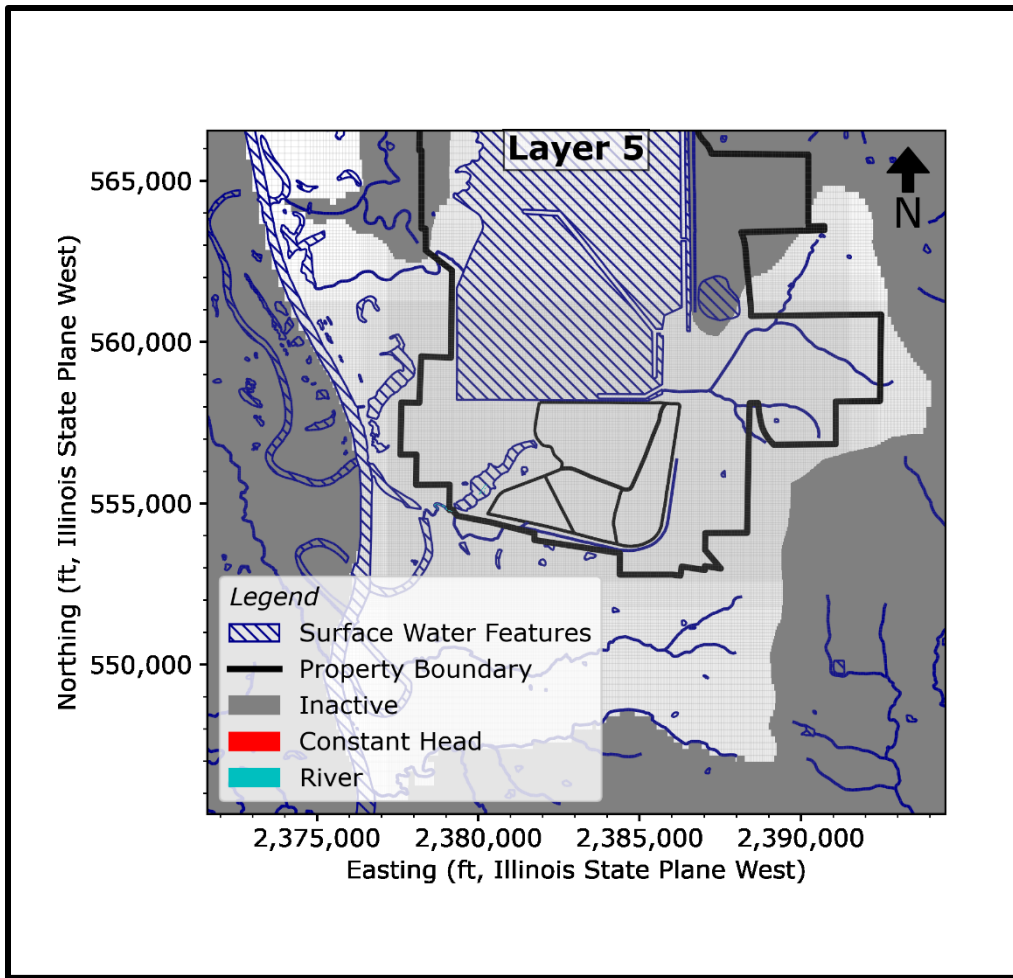 Layer 5
N
565,000
560,000
555,000
550,000
Northing (ft, Illinois State Plane West)
Legend
Surface Water Features
Property Boundary
Inactive
Constant Head
River
2,375,000
2,380,000
2,385,000
2,390,000
Easting (ft, Illinois State Plane West)